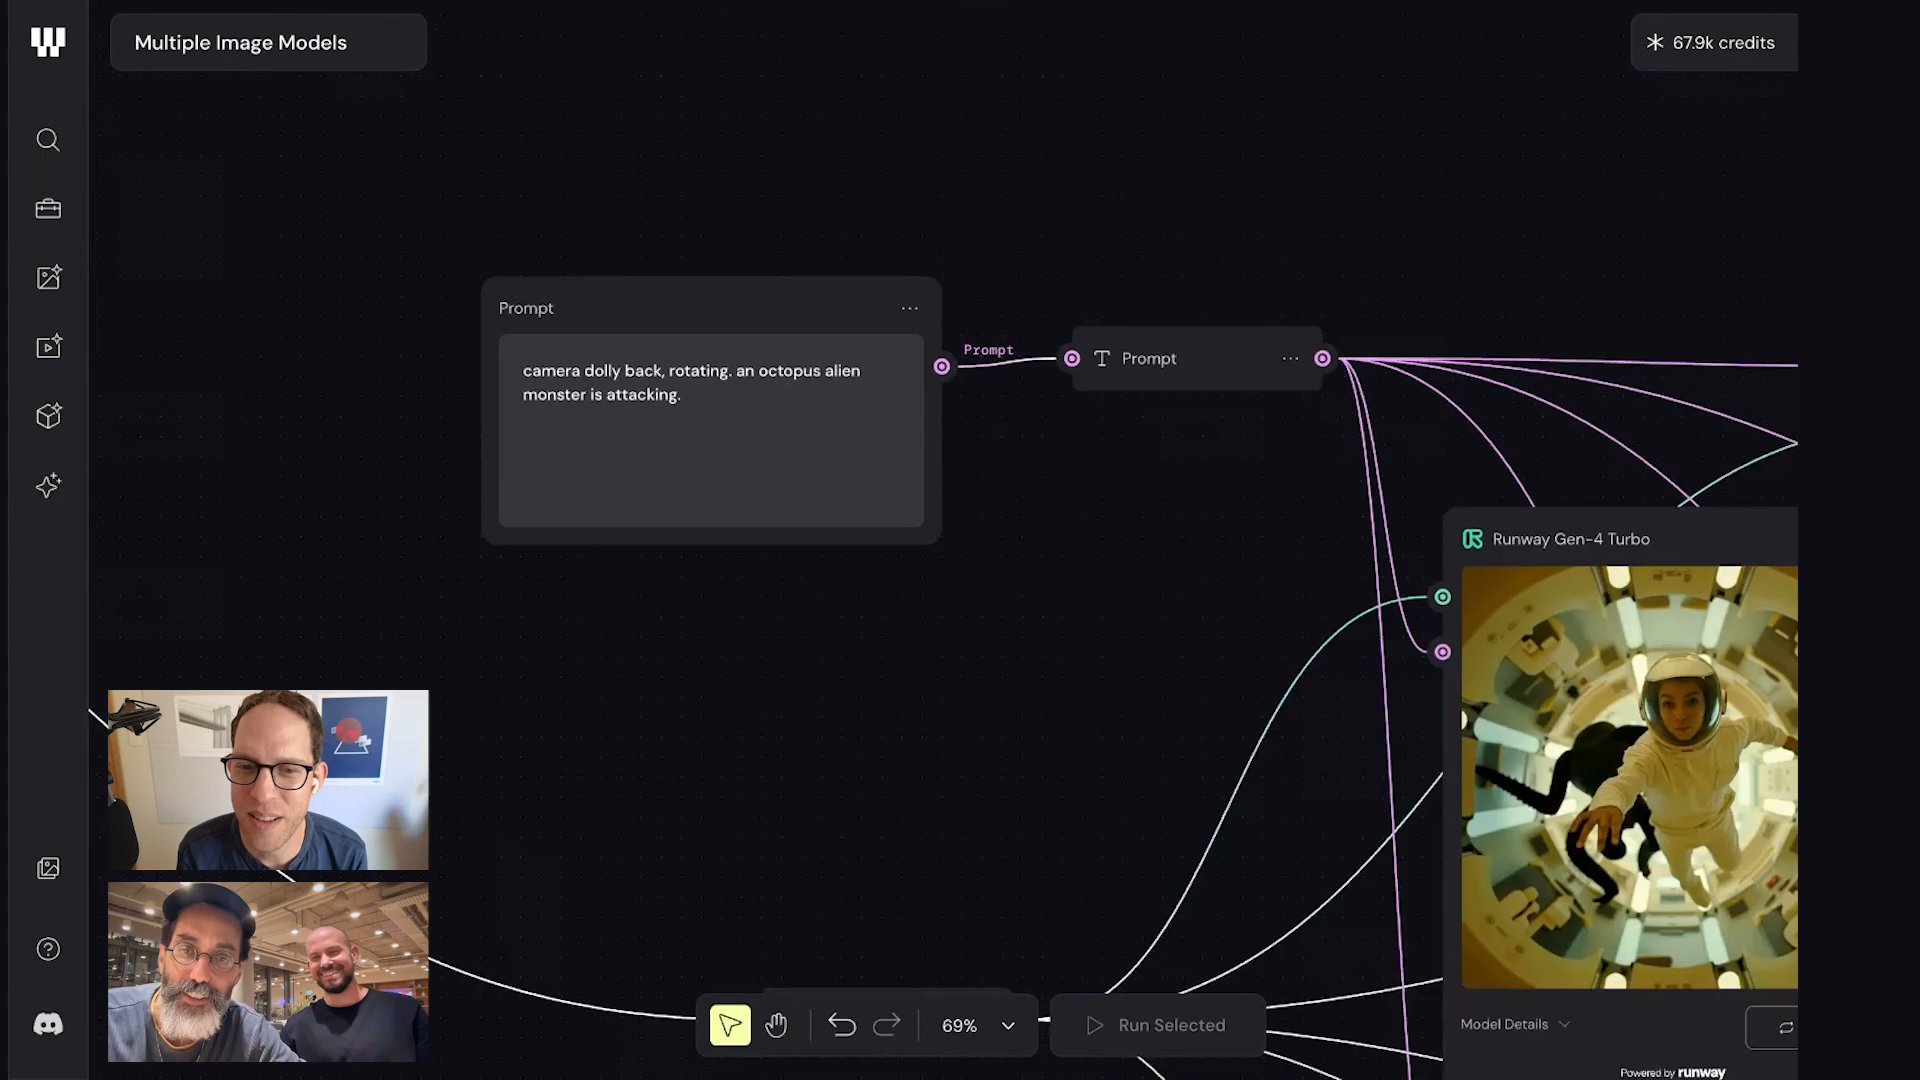 Multiple Image Models
67.9k credits
Prompt
camera dolly back, rotating. an octopus alien
monster is attacking.
Prompt
Prompt
Runway Gen-4 Turbo
Model Details
Powered by runway
69%
Run Selected